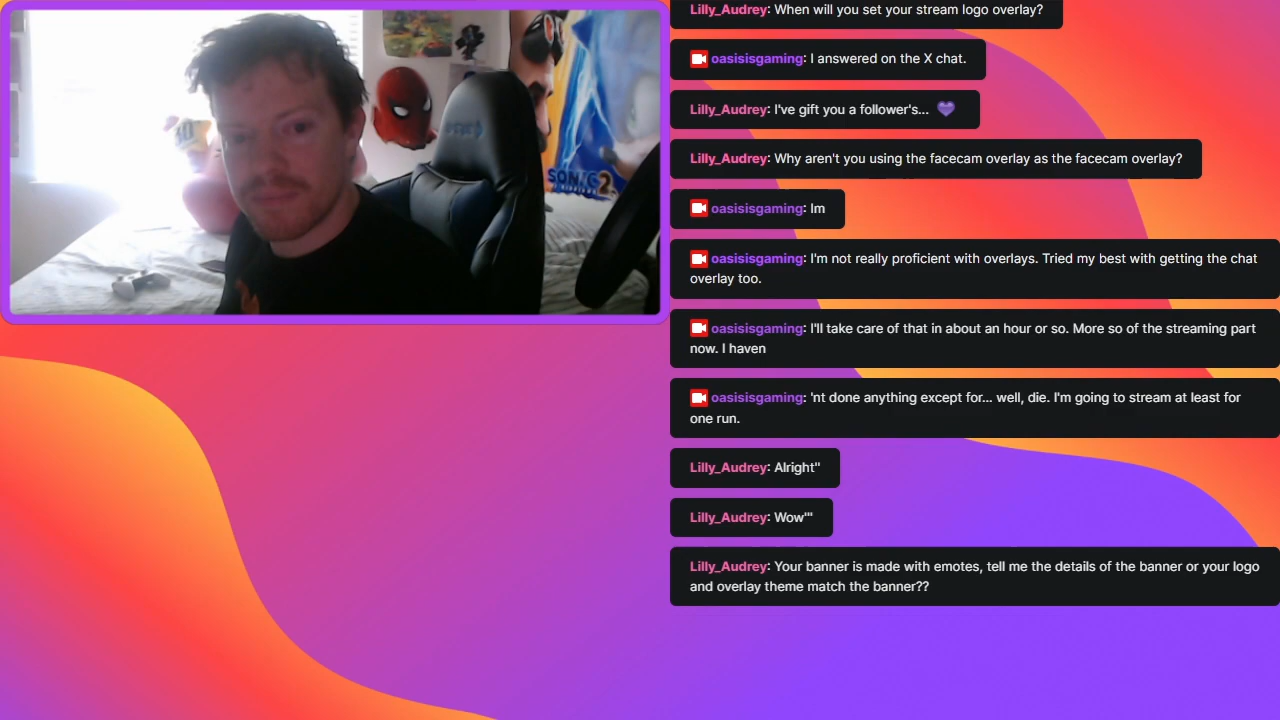 Lilly_Audrey: When will you set your stream logo overlay?
oasisisgaming: I answered on the X chat.
Lilly_Audrey: I've gift you a follower's... 💜
Lilly_Audrey: Why aren't you using the facecam overlay as the facecam overlay?
oasisisgaming: Im
oasisisgaming: I'm not really proficient with overlays. Tried my best with getting the chat
overlay too.
oasisisgaming: I'll take care of that in about an hour or so. More so of the streaming part
now. I haven
oasisisgaming: 'nt done anything except for... well, die. I'm going to stream at least for
one run.
Lilly_Audrey: Alright"
Lilly_Audrey: Wow'"
Lilly_Audrey: Your banner is made with emotes, tell me the details of the banner or your logo
and overlay theme match the banner??
SONIC 2